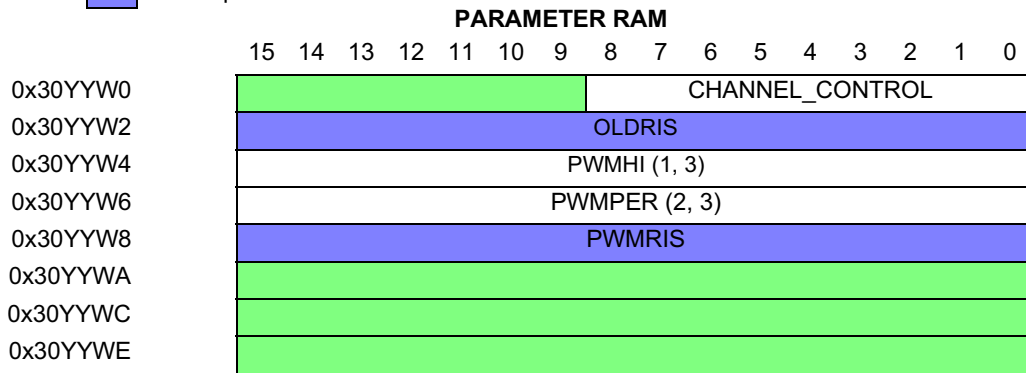 PARAMETER RAM
15 14 13 12 11 10 9 8 7 6 5 4 3 2 1 0
0x30YYW0 CHANNEL_CONTROL
0x30YYW2 OLDRIS
0x30YYW4 PWMHI (1, 3)
0x30YYW6 PWMPER (2, 3)
0x30YYW8 PWMRIS
0x30YYWA
0x30YYWC
0x30YYWE